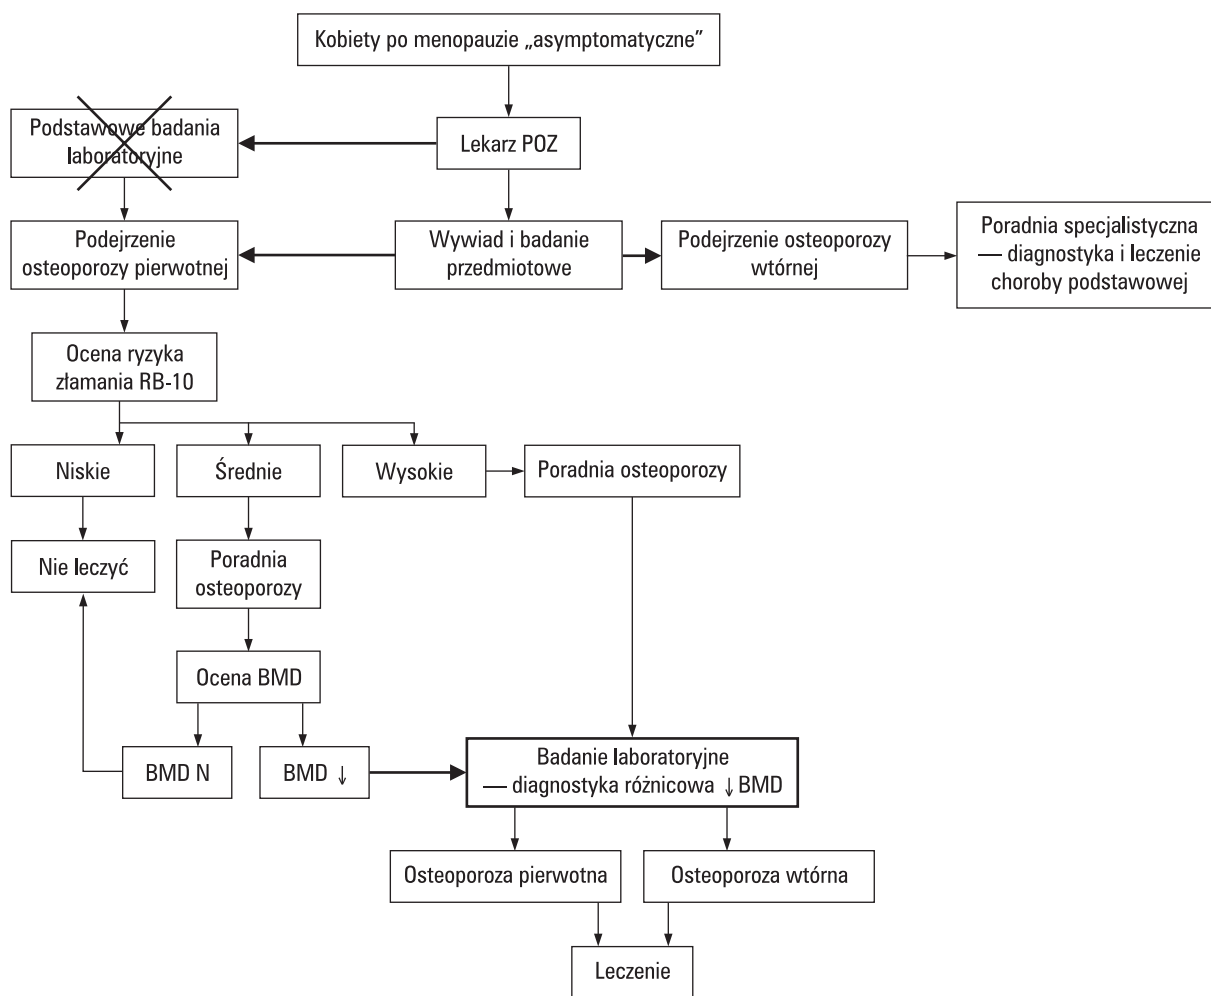 Kobiety po menopauzie „asymptomatyczne”
Podstawowe badania
laboratoryjne
Lekarz POZ
Podejrzenie
osteoporozy pierwotnej
Wywiad i badanie
przedmiotowe
Podejrzenie osteoporozy
wtórnej
Poradnia specjalistyczna
— diagnostyka i leczenie
choroby podstawowej
Ocena ryzyka
złamania RB-10
Niskie
Średnie
Wysokie
Poradnia osteoporozy
Nie leczyć
Poradnia
osteoporozy
Ocena BMD
BMD N
BMD ↓
Badanie laboratoryjne
— diagnostyka różnicowa ↓ BMD
Osteoporoza pierwotna
Osteoporoza wtórna
Leczenie